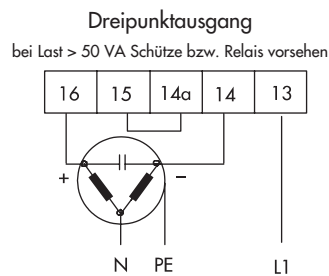 Dreipunktausgang
bei Last > 50 VA Schütze bzw. Relais vorsehen
16 15 14a 14 13
+ −
N PE L1